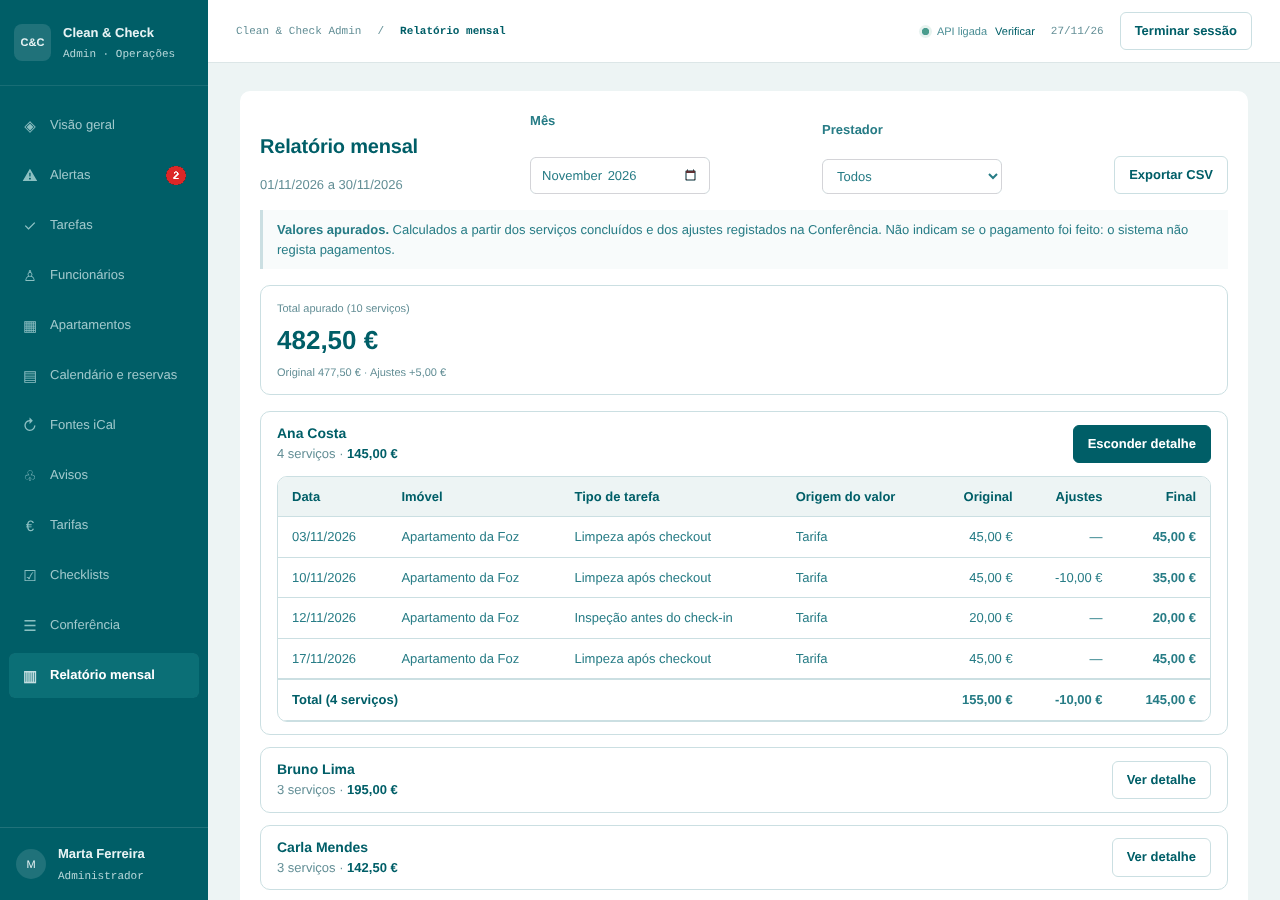 C&C
Clean & Check
Admin · Operações
Visão geral
Alertas
2
Tarefas
Funcionários
Apartamentos
Calendário e reservas
Fontes iCal
Avisos
€ Tarifas
Checklists
Conferência
Relatório mensal
M
Marta Ferreira
Administrador
Clean & Check Admin / Relatório mensal
API ligada Verificar 27/11/26 Terminar sessão
Relatório mensal
01/11/2026 a 30/11/2026
Mês
November 2026
Prestador
Todos
Exportar CSV
Valores apurados. Calculados a partir dos serviços concluídos e dos ajustes registados na Conferência. Não indicam se o pagamento foi feito: o sistema não
regista pagamentos.
Total apurado (10 serviços)
482,50 €
Original 477,50 € · Ajustes +5,00 €
Ana Costa
4 serviços · 145,00 €
Esconder detalhe
Data Imóvel Tipo de tarefa Origem do valor Original Ajustes Final
03/11/2026 Apartamento da Foz Limpeza após checkout Tarifa 45,00 € — 45,00 €
10/11/2026 Apartamento da Foz Limpeza após checkout Tarifa 45,00 € -10,00 € 35,00 €
12/11/2026 Apartamento da Foz Inspeção antes do check-in Tarifa 20,00 € — 20,00 €
17/11/2026 Apartamento da Foz Limpeza após checkout Tarifa 45,00 € — 45,00 €
Total (4 serviços) 155,00 € -10,00 € 145,00 €
Bruno Lima
3 serviços · 195,00 €
Ver detalhe
Carla Mendes
3 serviços · 142,50 €
Ver detalhe